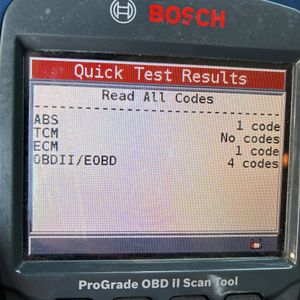 BOSCH
Quick Test Results
Read All Codes
ABS 1 code
TCM No codes
ECM 1 code
OBDII/EOBD 4 codes
ProGrade OBD II Scan Tool